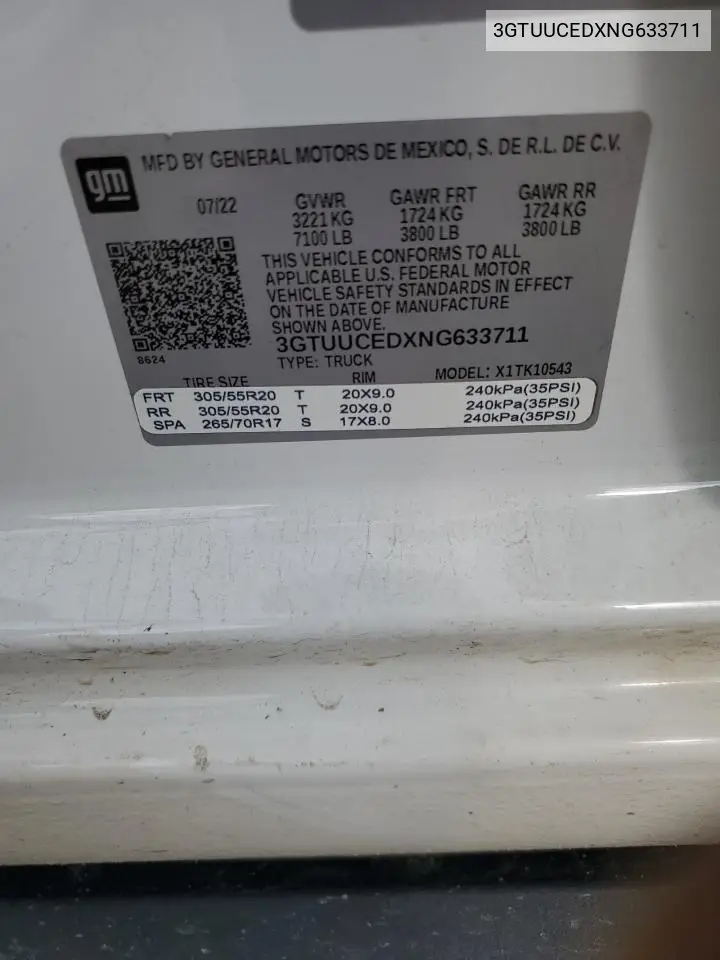 3GTUUCEDXNG633711
gm
MFD BY GENERAL MOTORS DE MEXICO, S. DE R.L. DE C.V.
07/22 GVWR GAWR FRT GAWR RR
3221 KG 1724 KG 1724 KG
7100 LB 3800 LB 3800 LB
THIS VEHICLE CONFORMS TO ALL
APPLICABLE U.S. FEDERAL MOTOR
VEHICLE SAFETY STANDARDS IN EFFECT
ON THE DATE OF MANUFACTURE
SHOWN ABOVE.
3GTUUCEDXNG633711
8624
TYPE: TRUCK MODEL: X1TK10543
TIRE SIZE RIM
FRT 305/55R20 T 20X9.0 240kPa(35PSI)
RR 305/55R20 T 20X9.0 240kPa(35PSI)
SPA 265/70R17 S 17X8.0 240kPa(35PSI)